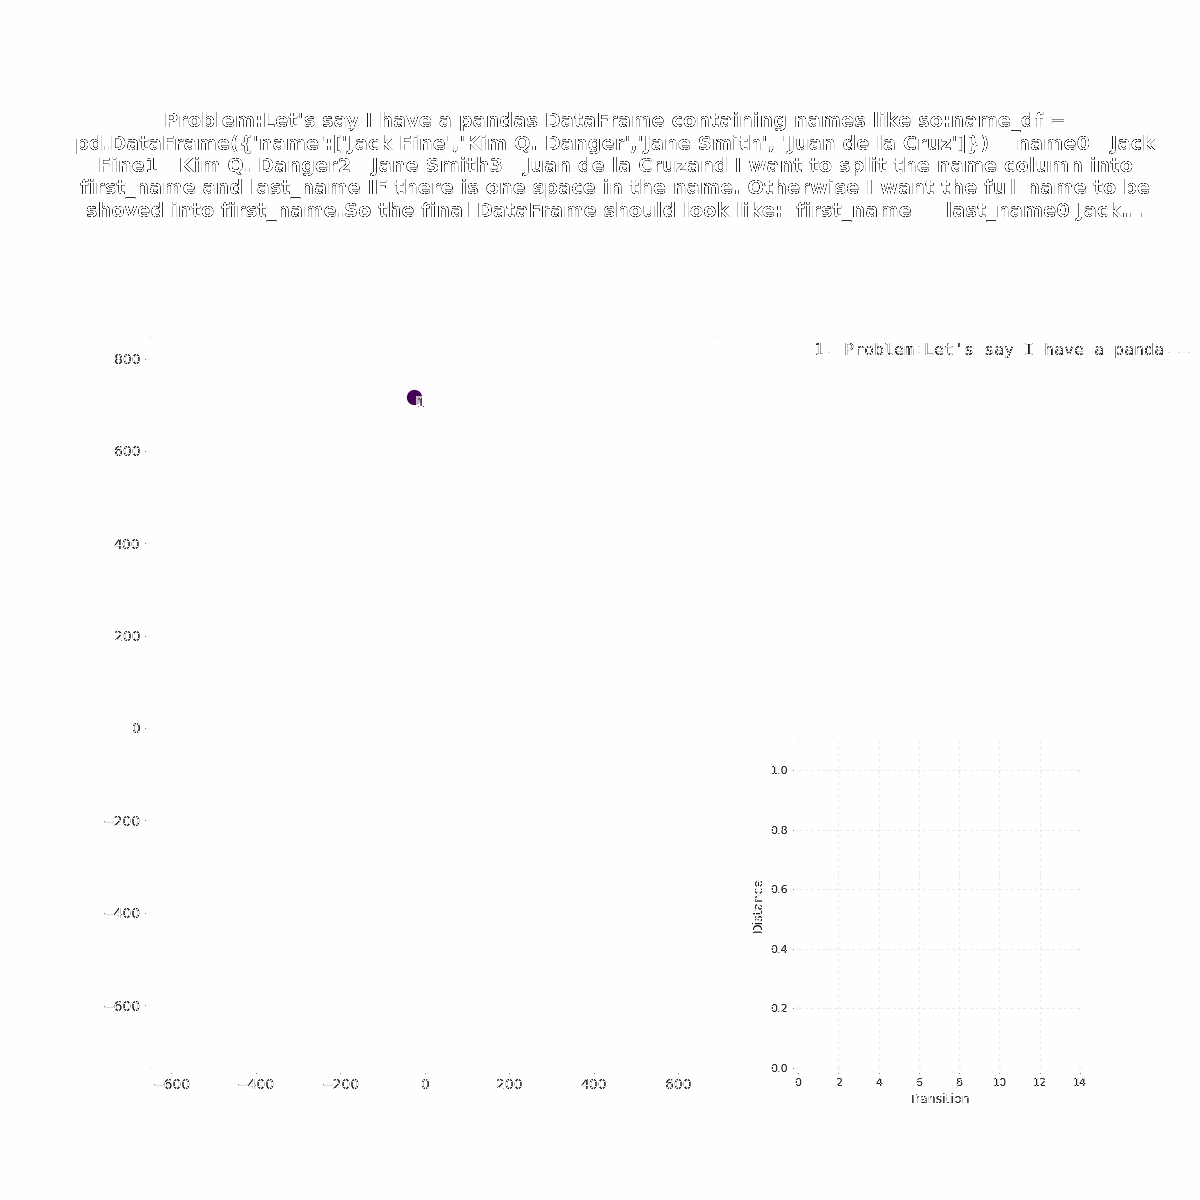 Problem:Let's say I have a pandas DataFrame containing names like so:name_df =
pd.DataFrame({'name':['Jack Fine','Kim Q. Danger','Jane Smith', 'Juan de la Cruz']})    name0   Jack
Fine1   Kim Q. Danger2   Jane Smith3   Juan de la Cruzand I want to split the name column into
first_name and last_name IF there is one space in the name. Otherwise I want the full name to be
shoved into first_name.So the final DataFrame should look like:  first_name     last_name0 Jack...
1. Problem:Let's say I have a panda...
800
600
400
200
0
−200
−400
−600
−600 −400 −200 0 200 400 600
1
1.0
0.8
0.6
0.4
0.2
0.0
Distance
0 2 4 6 8 10 12 14
Transition